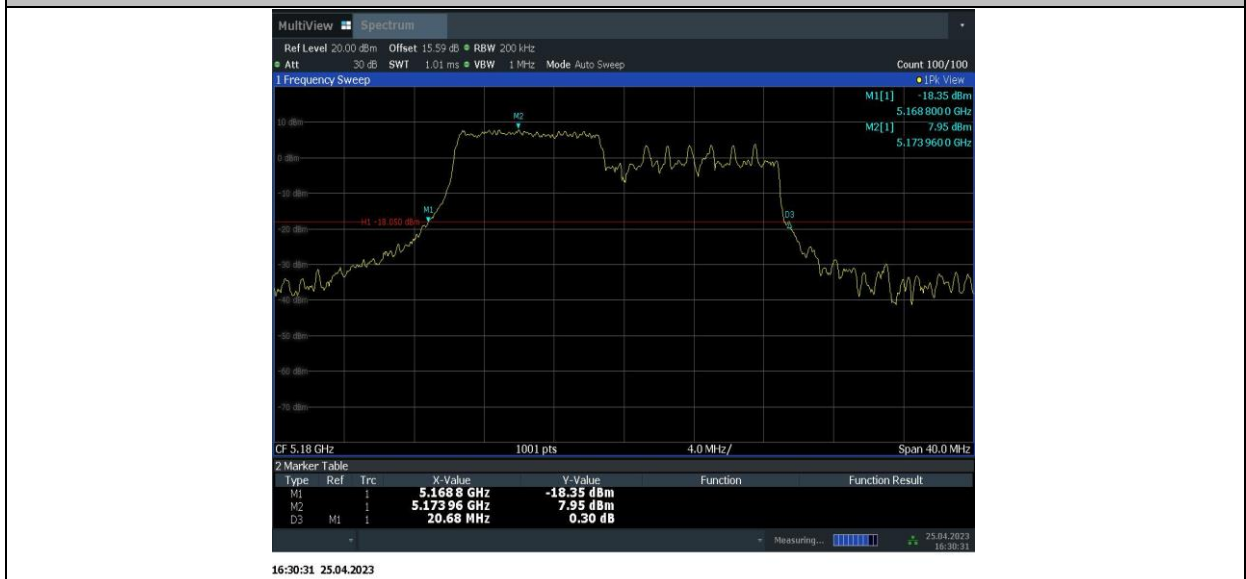 MultiView Spectrum
Ref Level 20.00 dBm Offset 15.59 dB RBW 200 kHz
Att 30 dB SWT 1.01 ms VBW 1 MHz Mode Auto Sweep Count 100/100
1 Frequency Sweep 1Pk View
M1[1] -18.35 dBm
5.168 800 0 GHz
M2[1] 7.95 dBm
5.173 960 0 GHz
M2
10 dBm
0 dBm
-10 dBm
M1
H1 -18.050 dBm
D3
-20 dBm
-30 dBm
-40 dBm
-50 dBm
-60 dBm
-70 dBm
CF 5.18 GHz 1001 pts 4.0 MHz/ Span 40.0 MHz
2 Marker Table
Type Ref Trc X-Value Y-Value Function Function Result
M1 1 5.168 8 GHz -18.35 dBm
M2 1 5.173 96 GHz 7.95 dBm
D3 M1 1 20.68 MHz 0.30 dB
Measuring... 25.04.2023
16:30:31
16:30:31 25.04.2023